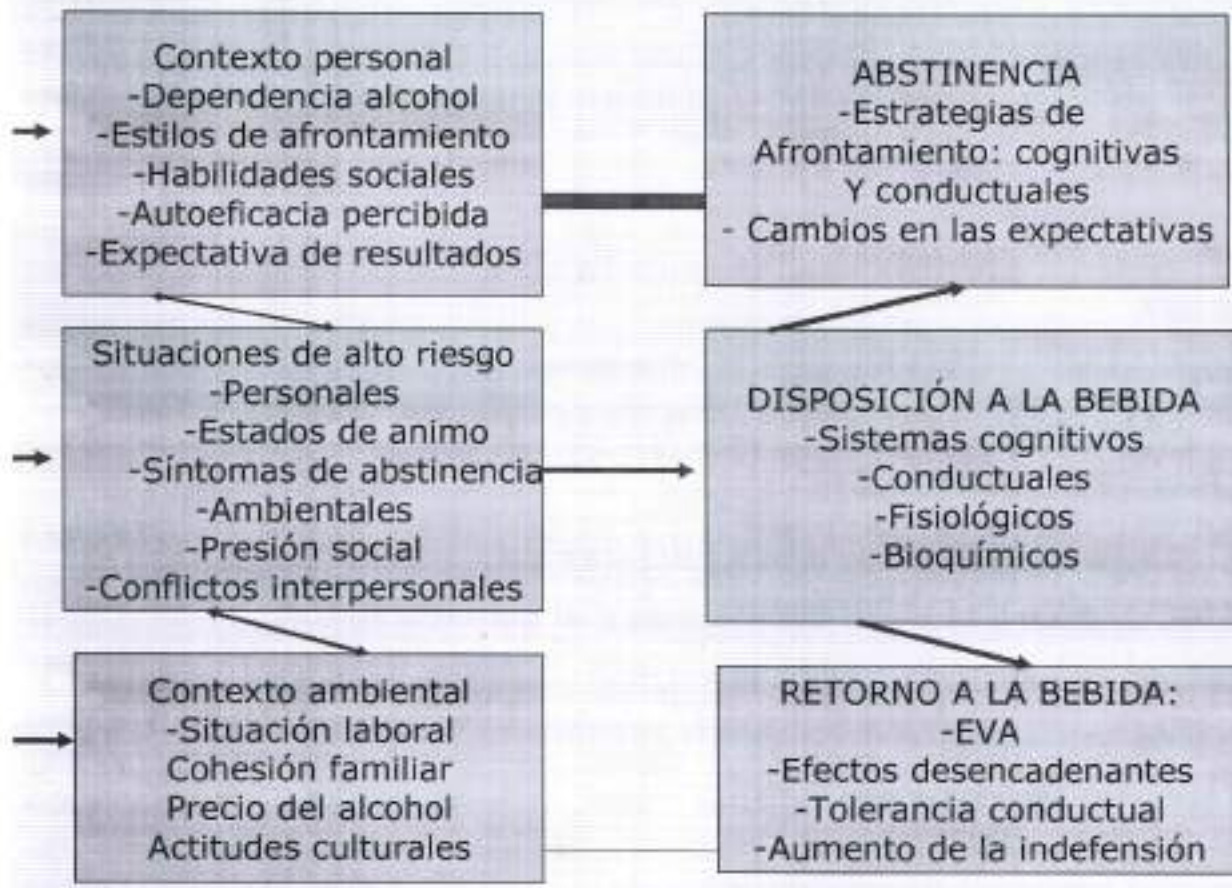 Contexto personal
-Dependencia alcohol
-Estilos de afrontamiento
-Habilidades sociales
-Autoeficacia percibida
-Expectativa de resultados
ABSTINENCIA
-Estrategias de
Afrontamiento: cognitivas
Y conductuales
- Cambios en las expectativas
Situaciones de alto riesgo
-Personales
-Estados de animo
-Síntomas de abstinencia
-Ambientales
-Presión social
-Conflictos interpersonales
DISPOSICIÓN A LA BEBIDA
-Sistemas cognitivos
-Conductuales
-Fisiológicos
-Bioquímicos
Contexto ambiental
-Situación laboral
Cohesión familiar
Precio del alcohol
Actitudes culturales
RETORNO A LA BEBIDA:
-EVA
-Efectos desencadenantes
-Tolerancia conductual
-Aumento de la indefensión